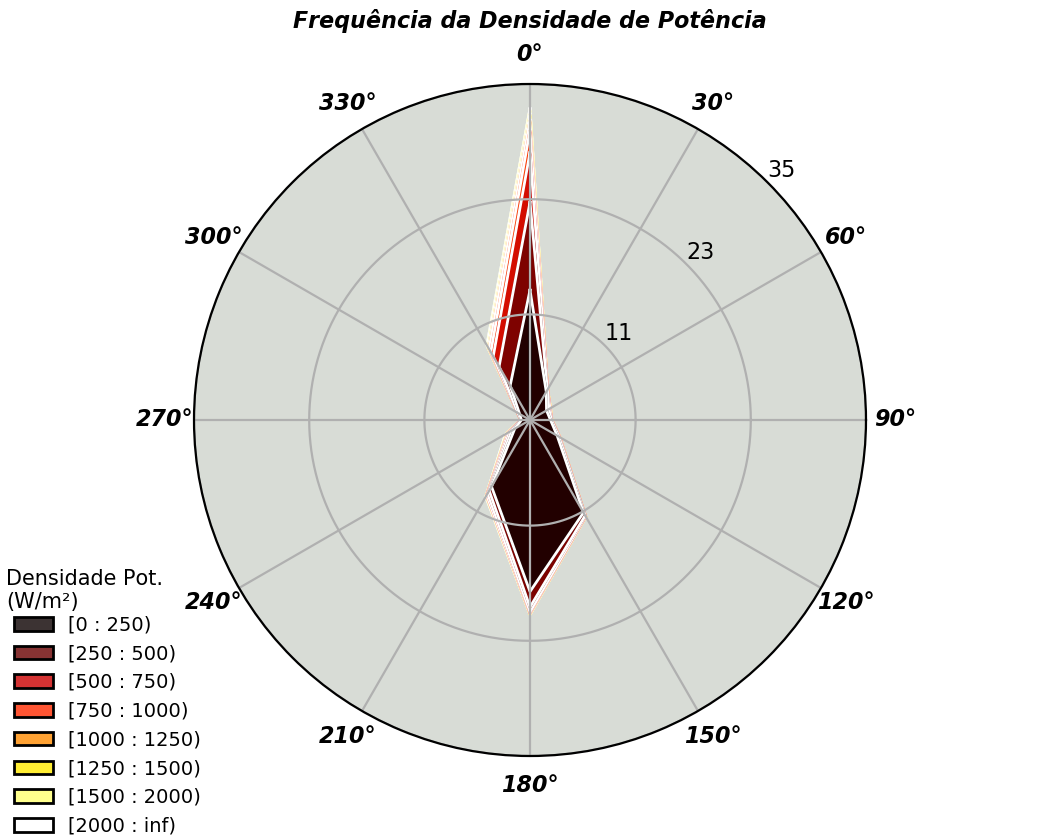 Frequência da Densidade de Potência
0°
330°
30°
35
300°
60°
23
11
270°
90°
240°
120°
210°
150°
180°
Densidade Pot.
(W/m²)
[0 : 250)
[250 : 500)
[500 : 750)
[750 : 1000)
[1000 : 1250)
[1250 : 1500)
[1500 : 2000)
[2000 : inf)